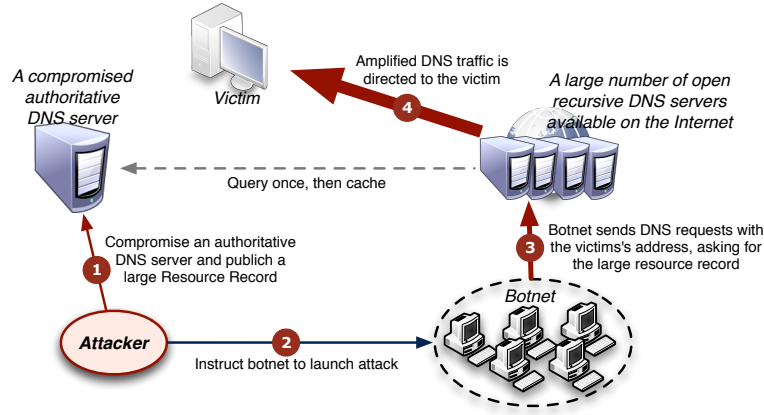 A compromised
authoritative
DNS server
Victim
Amplified DNS traffic is
directed to the victim
4
A large number of open
recursive DNS servers
available on the Internet
Query once, then cache
1
Compromise an authoritative
DNS server and publish a
large Resource Record
3
Botnet sends DNS requests with
the victims's address, asking for
the large resource record
Attacker
2
Instruct botnet to launch attack
Botnet